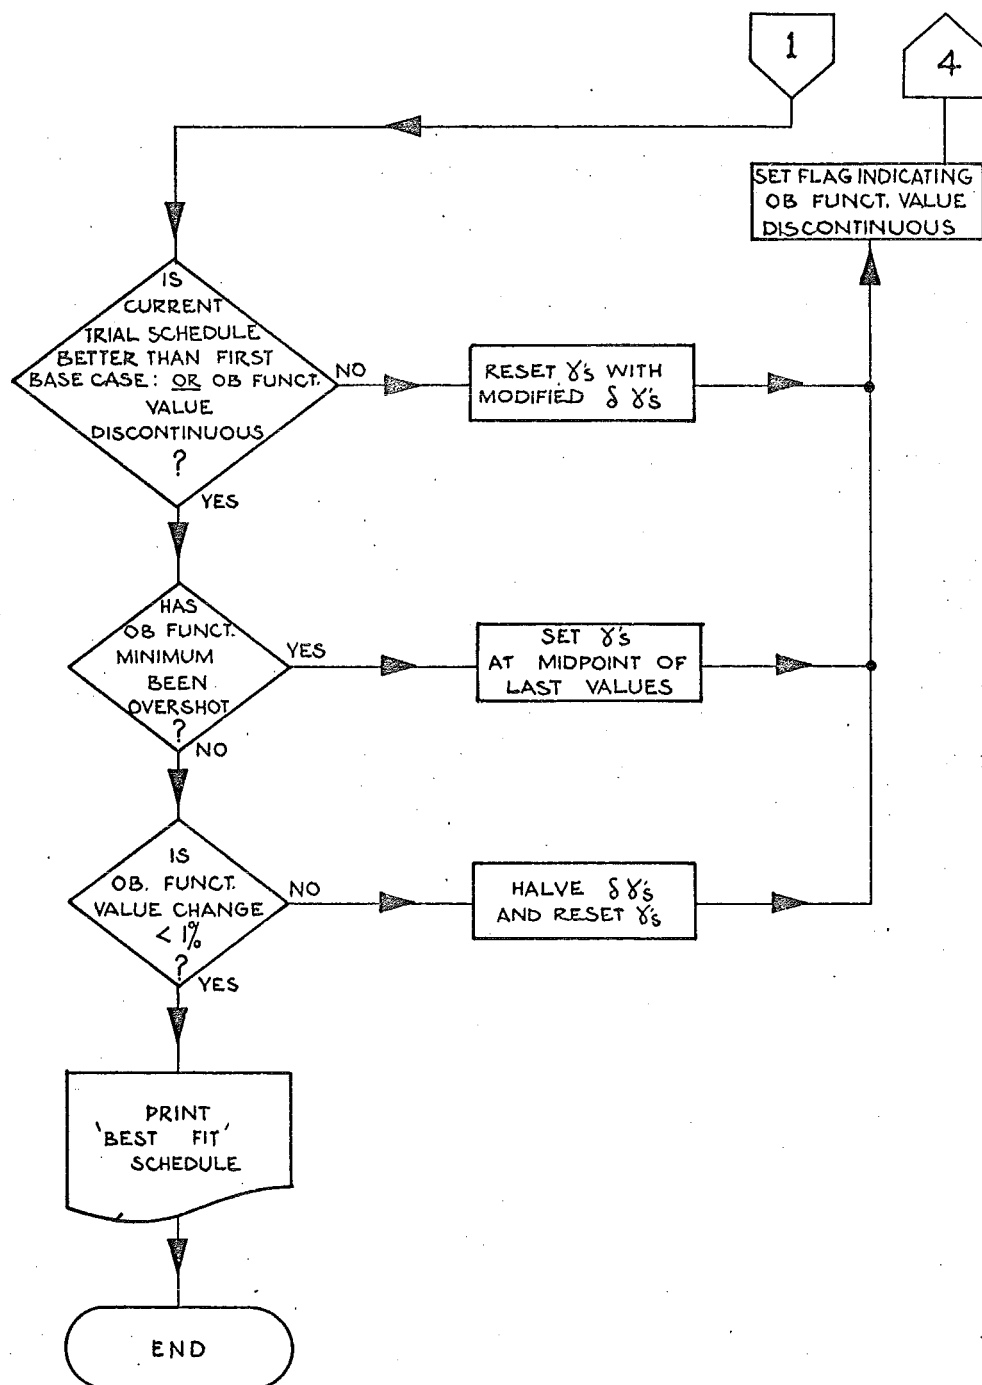 1
4
SET FLAG INDICATING
OB FUNCT. VALUE
DISCONTINUOUS
IS
CURRENT
TRIAL SCHEDULE
BETTER THAN FIRST
BASE CASE: OR OB FUNCT.
VALUE
DISCONTINUOUS
?
NO
RESET γ's WITH
MODIFIED δ γ's
YES
HAS
OB FUNCT.
MINIMUM
BEEN
OVERSHOT
?
YES
SET γ's
AT MIDPOINT OF
LAST VALUES
NO
IS
OB. FUNCT.
VALUE CHANGE
< 1%
?
NO
HALVE δ γ's
AND RESET γ's
YES
PRINT
'BEST FIT'
SCHEDULE
END